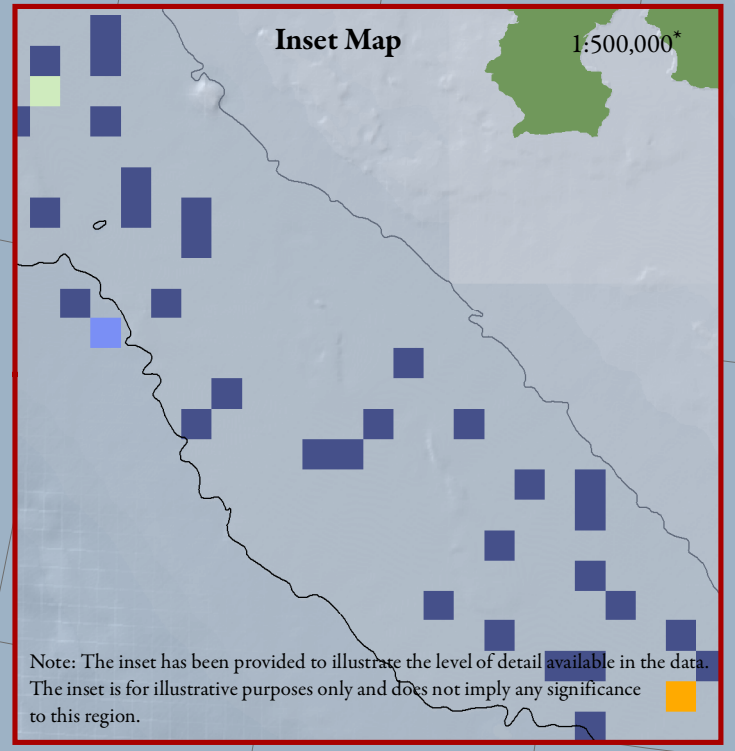 Inset Map
1:500,000*
Note: The inset has been provided to illustrate the level of detail available in the data.
The inset is for illustrative purposes only and does not imply any significance
to this region.